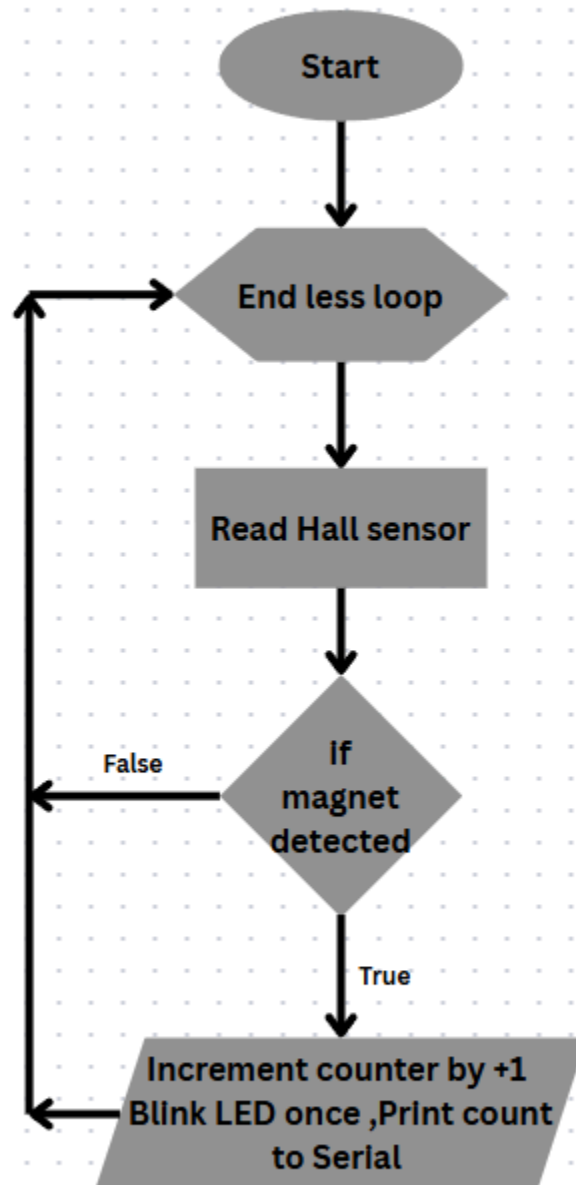 Start
End less loop
Read Hall sensor
if
magnet
detected
False
True
Increment counter by +1
Blink LED once ,Print count
to Serial